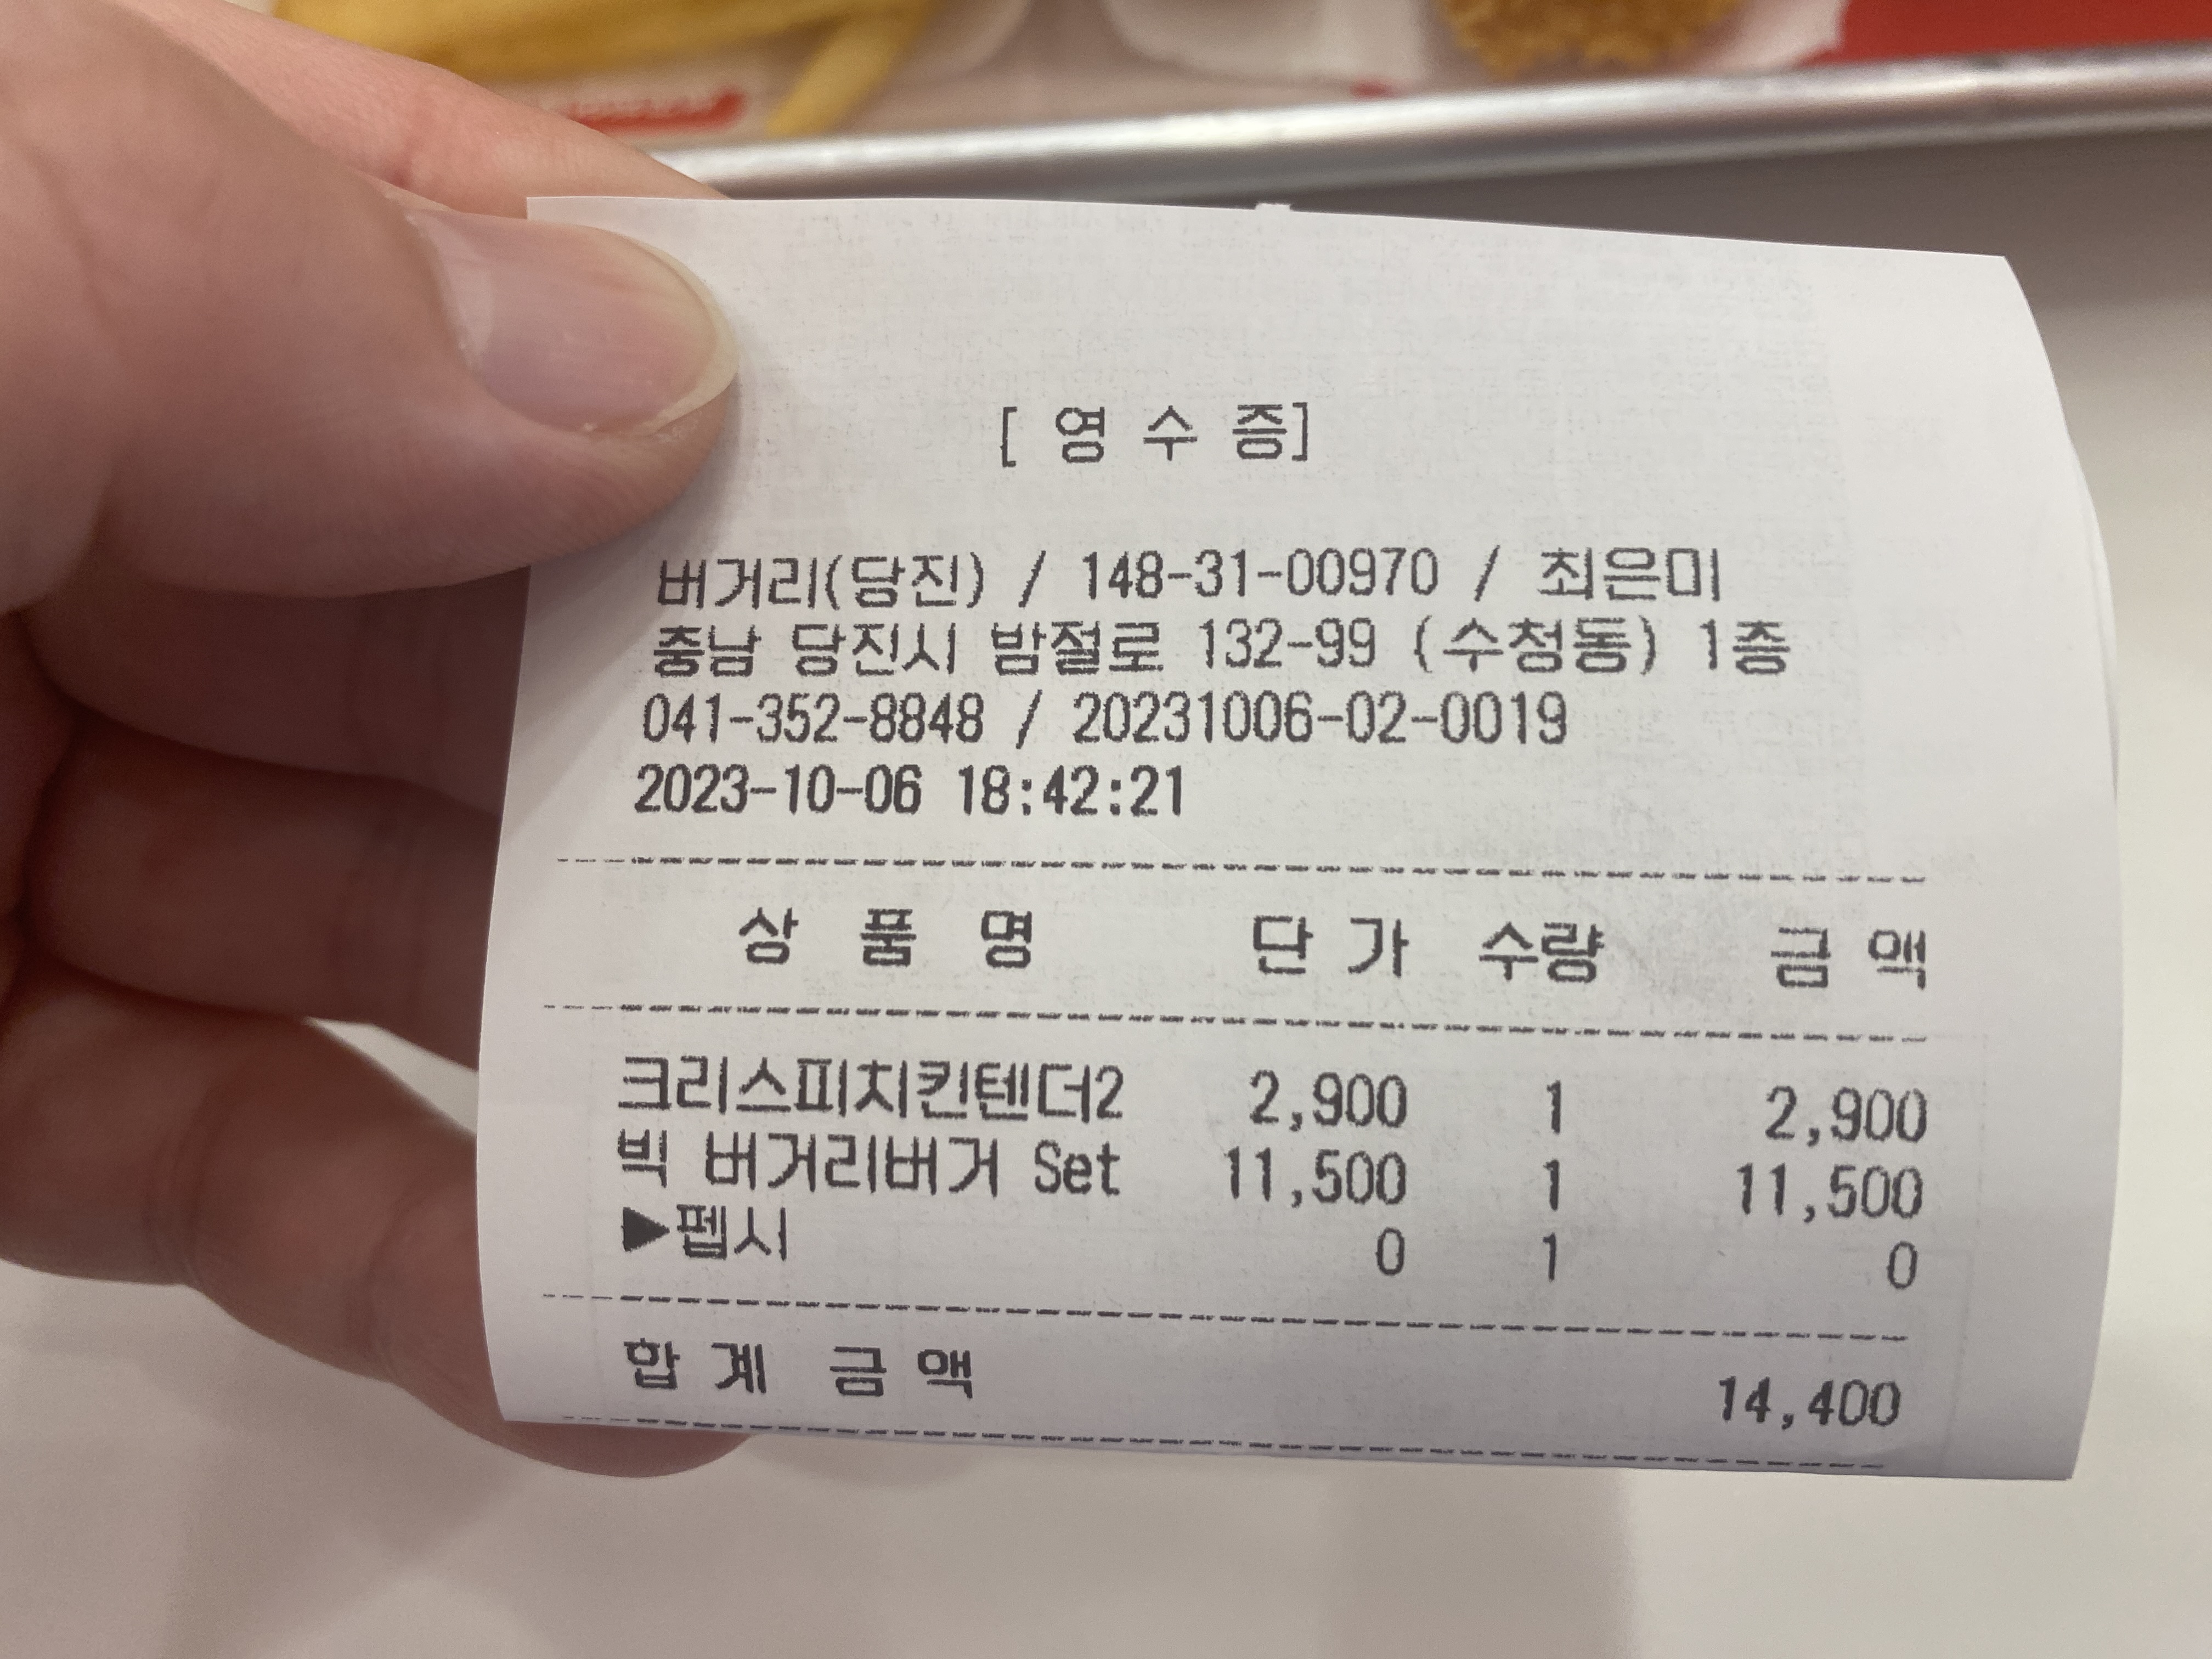 [ 영 수 증]
버거리(당진) / 148-31-00970 / 최은미
충남 당진시 밤절로 132-99 (수청동) 1층
041-352-8848 / 20231006-02-0019
2023-10-06 18:42:21
상 품 명 단 가 수량 금 액
크리스피치킨텐더2 2,900 1 2,900
빅 버거리버거 Set 11,500 1 11,500
▶펩시 0 1 0
합 계 금 액 14,400